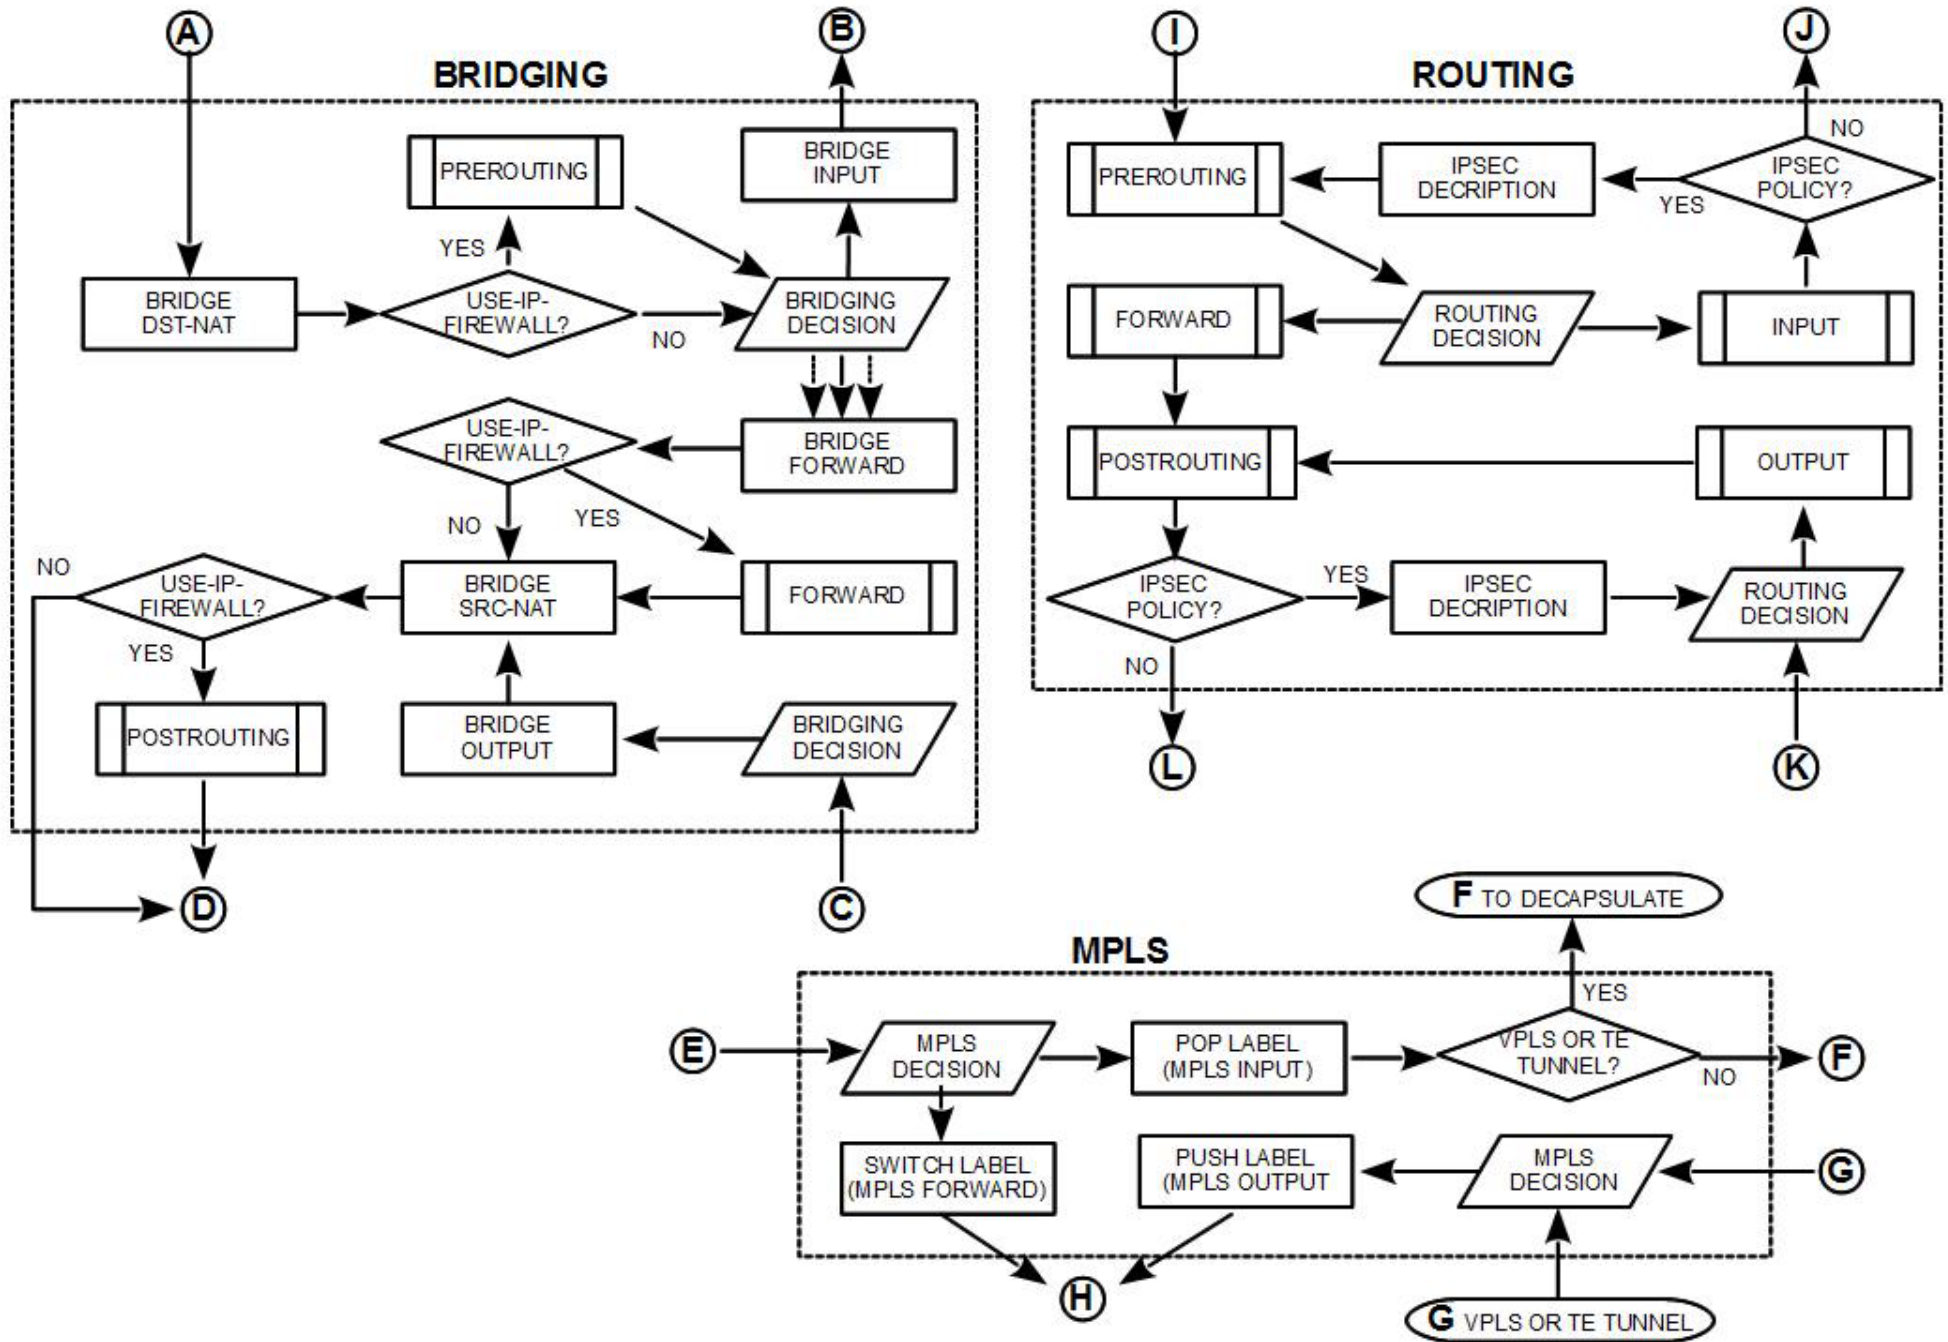 A
B
BRIDGING
PREROUTING
BRIDGE
INPUT
YES
BRIDGE
DST-NAT
USE-IP-
FIREWALL?
NO
BRIDGING
DECISION
USE-IP-
FIREWALL?
BRIDGE
FORWARD
NO
YES
NO
USE-IP-
FIREWALL?
BRIDGE
SRC-NAT
FORWARD
YES
POSTROUTING
BRIDGE
OUTPUT
BRIDGING
DECISION
D
C
I
J
ROUTING
NO
PREROUTING
IPSEC
DECRIPTION
IPSEC
POLICY?
YES
FORWARD
ROUTING
DECISION
INPUT
POSTROUTING
OUTPUT
IPSEC
POLICY?
YES
IPSEC
DECRIPTION
ROUTING
DECISION
NO
L
K
F TO DECAPSULATE
MPLS
YES
E
MPLS
DECISION
POP LABEL
(MPLS INPUT)
VPLS OR TE
TUNNEL?
NO
F
SWITCH LABEL
(MPLS FORWARD)
PUSH LABEL
(MPLS OUTPUT
MPLS
DECISION
G
H
G VPLS OR TE TUNNEL